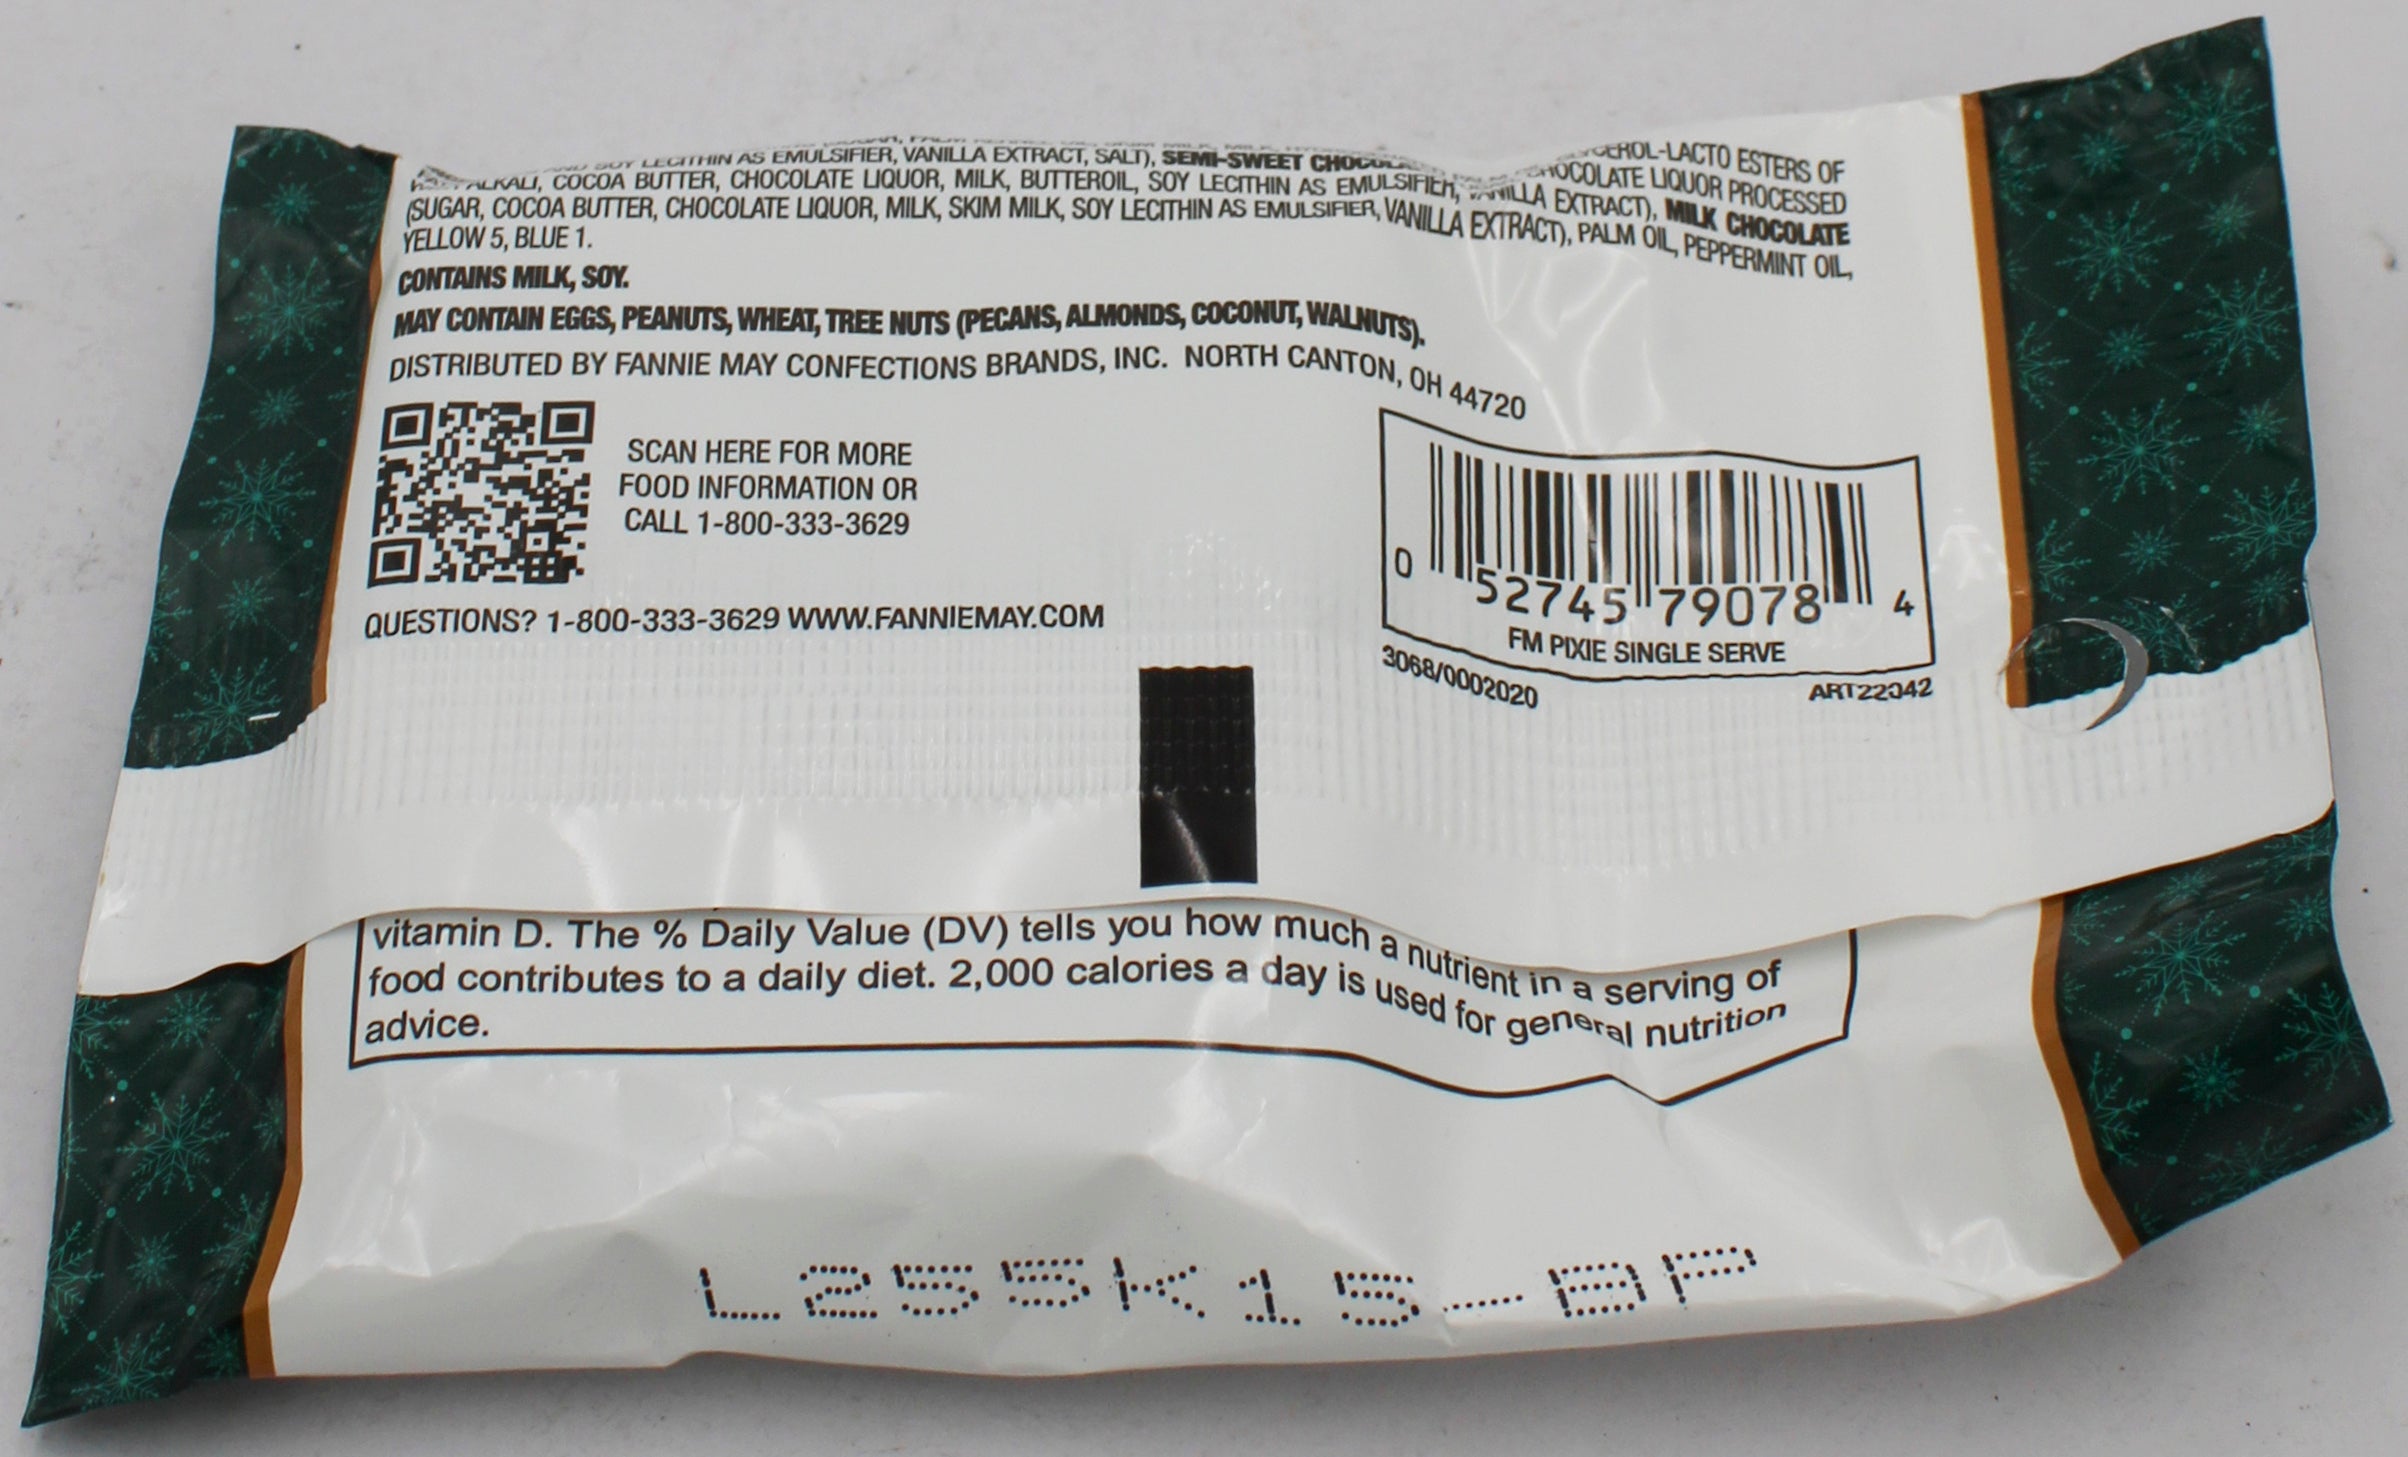 SOY LECITHIN AS EMULSIFIER, VANILLA EXTRACT, SALT), SEMI-SWEET
LACTO ESTERS OF
ALKALI, COCOA BUTTER, CHOCOLATE LIQUOR, MILK, BUTTEROIL, SOY LECITHIN AS EMULSIFIER, VANILLA EXTRACT), MILK CHOCOLATE
CHOCOLATE LIQUOR PROCESSED
(SUGAR, COCOA BUTTER, CHOCOLATE LIQUOR, MILK, SKIM MILK, SOY LECITHIN AS EMULSIFIER, VANILLA EXTRACT), PALM OIL, PEPPERMINT OIL,
YELLOW 5, BLUE 1.
CONTAINS MILK, SOY.
MAY CONTAIN EGGS, PEANUTS, WHEAT, TREE NUTS (PECANS, ALMONDS, COCONUT, WALNUTS).
DISTRIBUTED BY FANNIE MAY CONFECTIONS BRANDS, INC. NORTH CANTON, OH 44720
SCAN HERE FOR MORE
FOOD INFORMATION OR
CALL 1-800-333-3629
QUESTIONS? 1-800-333-3629 WWW.FANNIEMAY.COM
0 52745 79078 4
FM PIXIE SINGLE SERVE
3068/0002020
ART22042
vitamin D. The % Daily Value (DV) tells you how much a nutrient in a serving of
food contributes to a daily diet. 2,000 calories a day is used for general nutrition
advice.
L255K15-BP